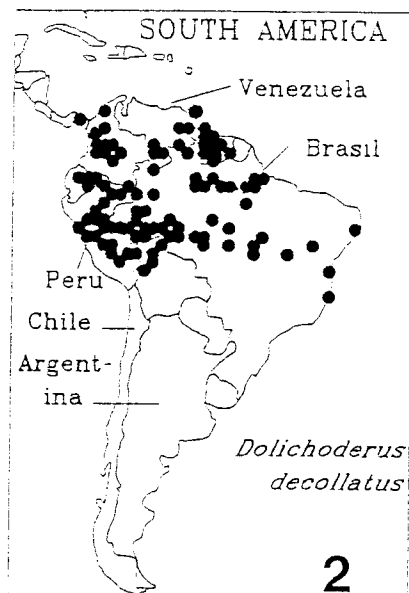 SOUTH AMERICA
Venezuela
Brasil
Peru
Chile
Argent-
ina
Dolichoderus
decollatus
2